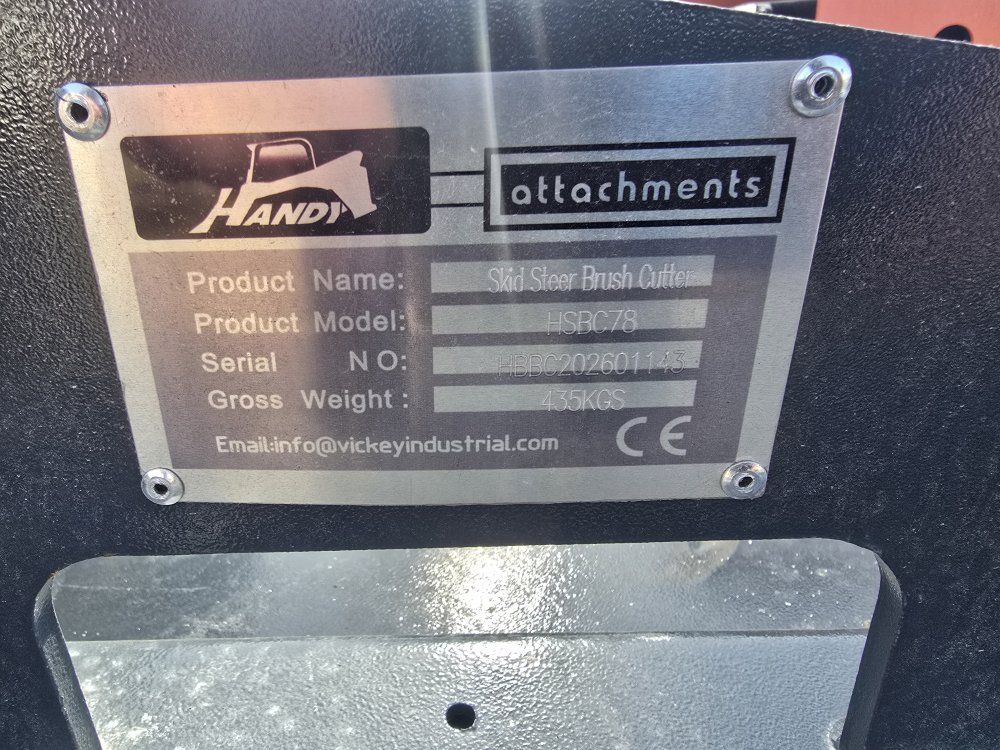 HANDY
attachments
Product Name: Skid Steer Brush Cutter
Product Model: HSBC78
Serial NO: HBBC202601143
Gross Weight: 435KGS
Email:info@vickeyindustrial.com CE